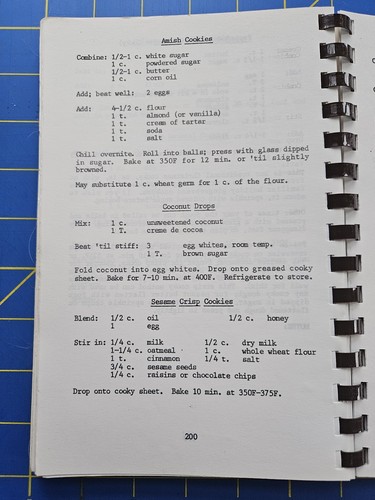 Amish Cookies
Combine: 1/2-1 c. white sugar
1 c. powdered sugar
1/2-1 c. butter
1 c. corn oil
Add; beat well: 2 eggs
Add: 4-1/2 c. flour
1 t. almond (or vanilla)
1 t. cream of tartar
1 t. soda
1 t. salt
Chill overnite. Roll into balls; press with glass dipped
in sugar. Bake at 350F for 12 min. or 'til slightly
browned.
May substitute 1 c. wheat germ for 1 c. of the flour.
Coconut Drops
Mix: 1 c. unsweetened coconut
1 T. creme de cocos
Beat 'til stiff: 3 egg whites, room temp.
1 T. brown sugar
Fold coconut into egg whites. Drop onto greased cooky
sheet. Bake for 7-10 min. at 400F. Refrigerate to store.
Sesame Crisp Cookies
Blend: 1/2 c. oil 1/2 c. honey
1 egg
Stir in: 1/4 c. milk 1/2 c. dry milk
1-1/4 c. oatmeal 1 c. whole wheat flour
1 t. cinnamon 1/4 t. salt
3/4 c. sesame seeds
1/4 c. raisins or chocolate chips
Drop onto cooky sheet. Bake 10 min. at 350F-375F.
200